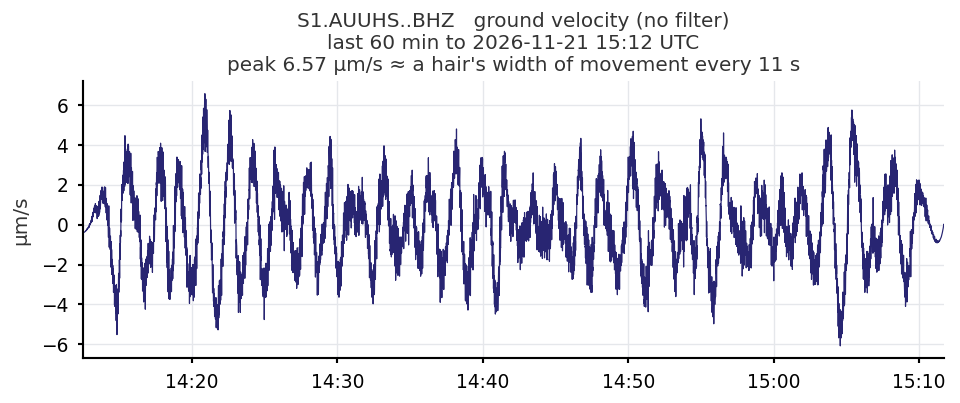 S1.AUUHS..BHZ   ground velocity (no filter)
last 60 min to 2026-11-21 15:12 UTC
peak 6.57 µm/s ≈ a hair's width of movement every 11 s
6
4
2
0
−2
−4
−6
µm/s
14:20 14:30 14:40 14:50 15:00 15:10